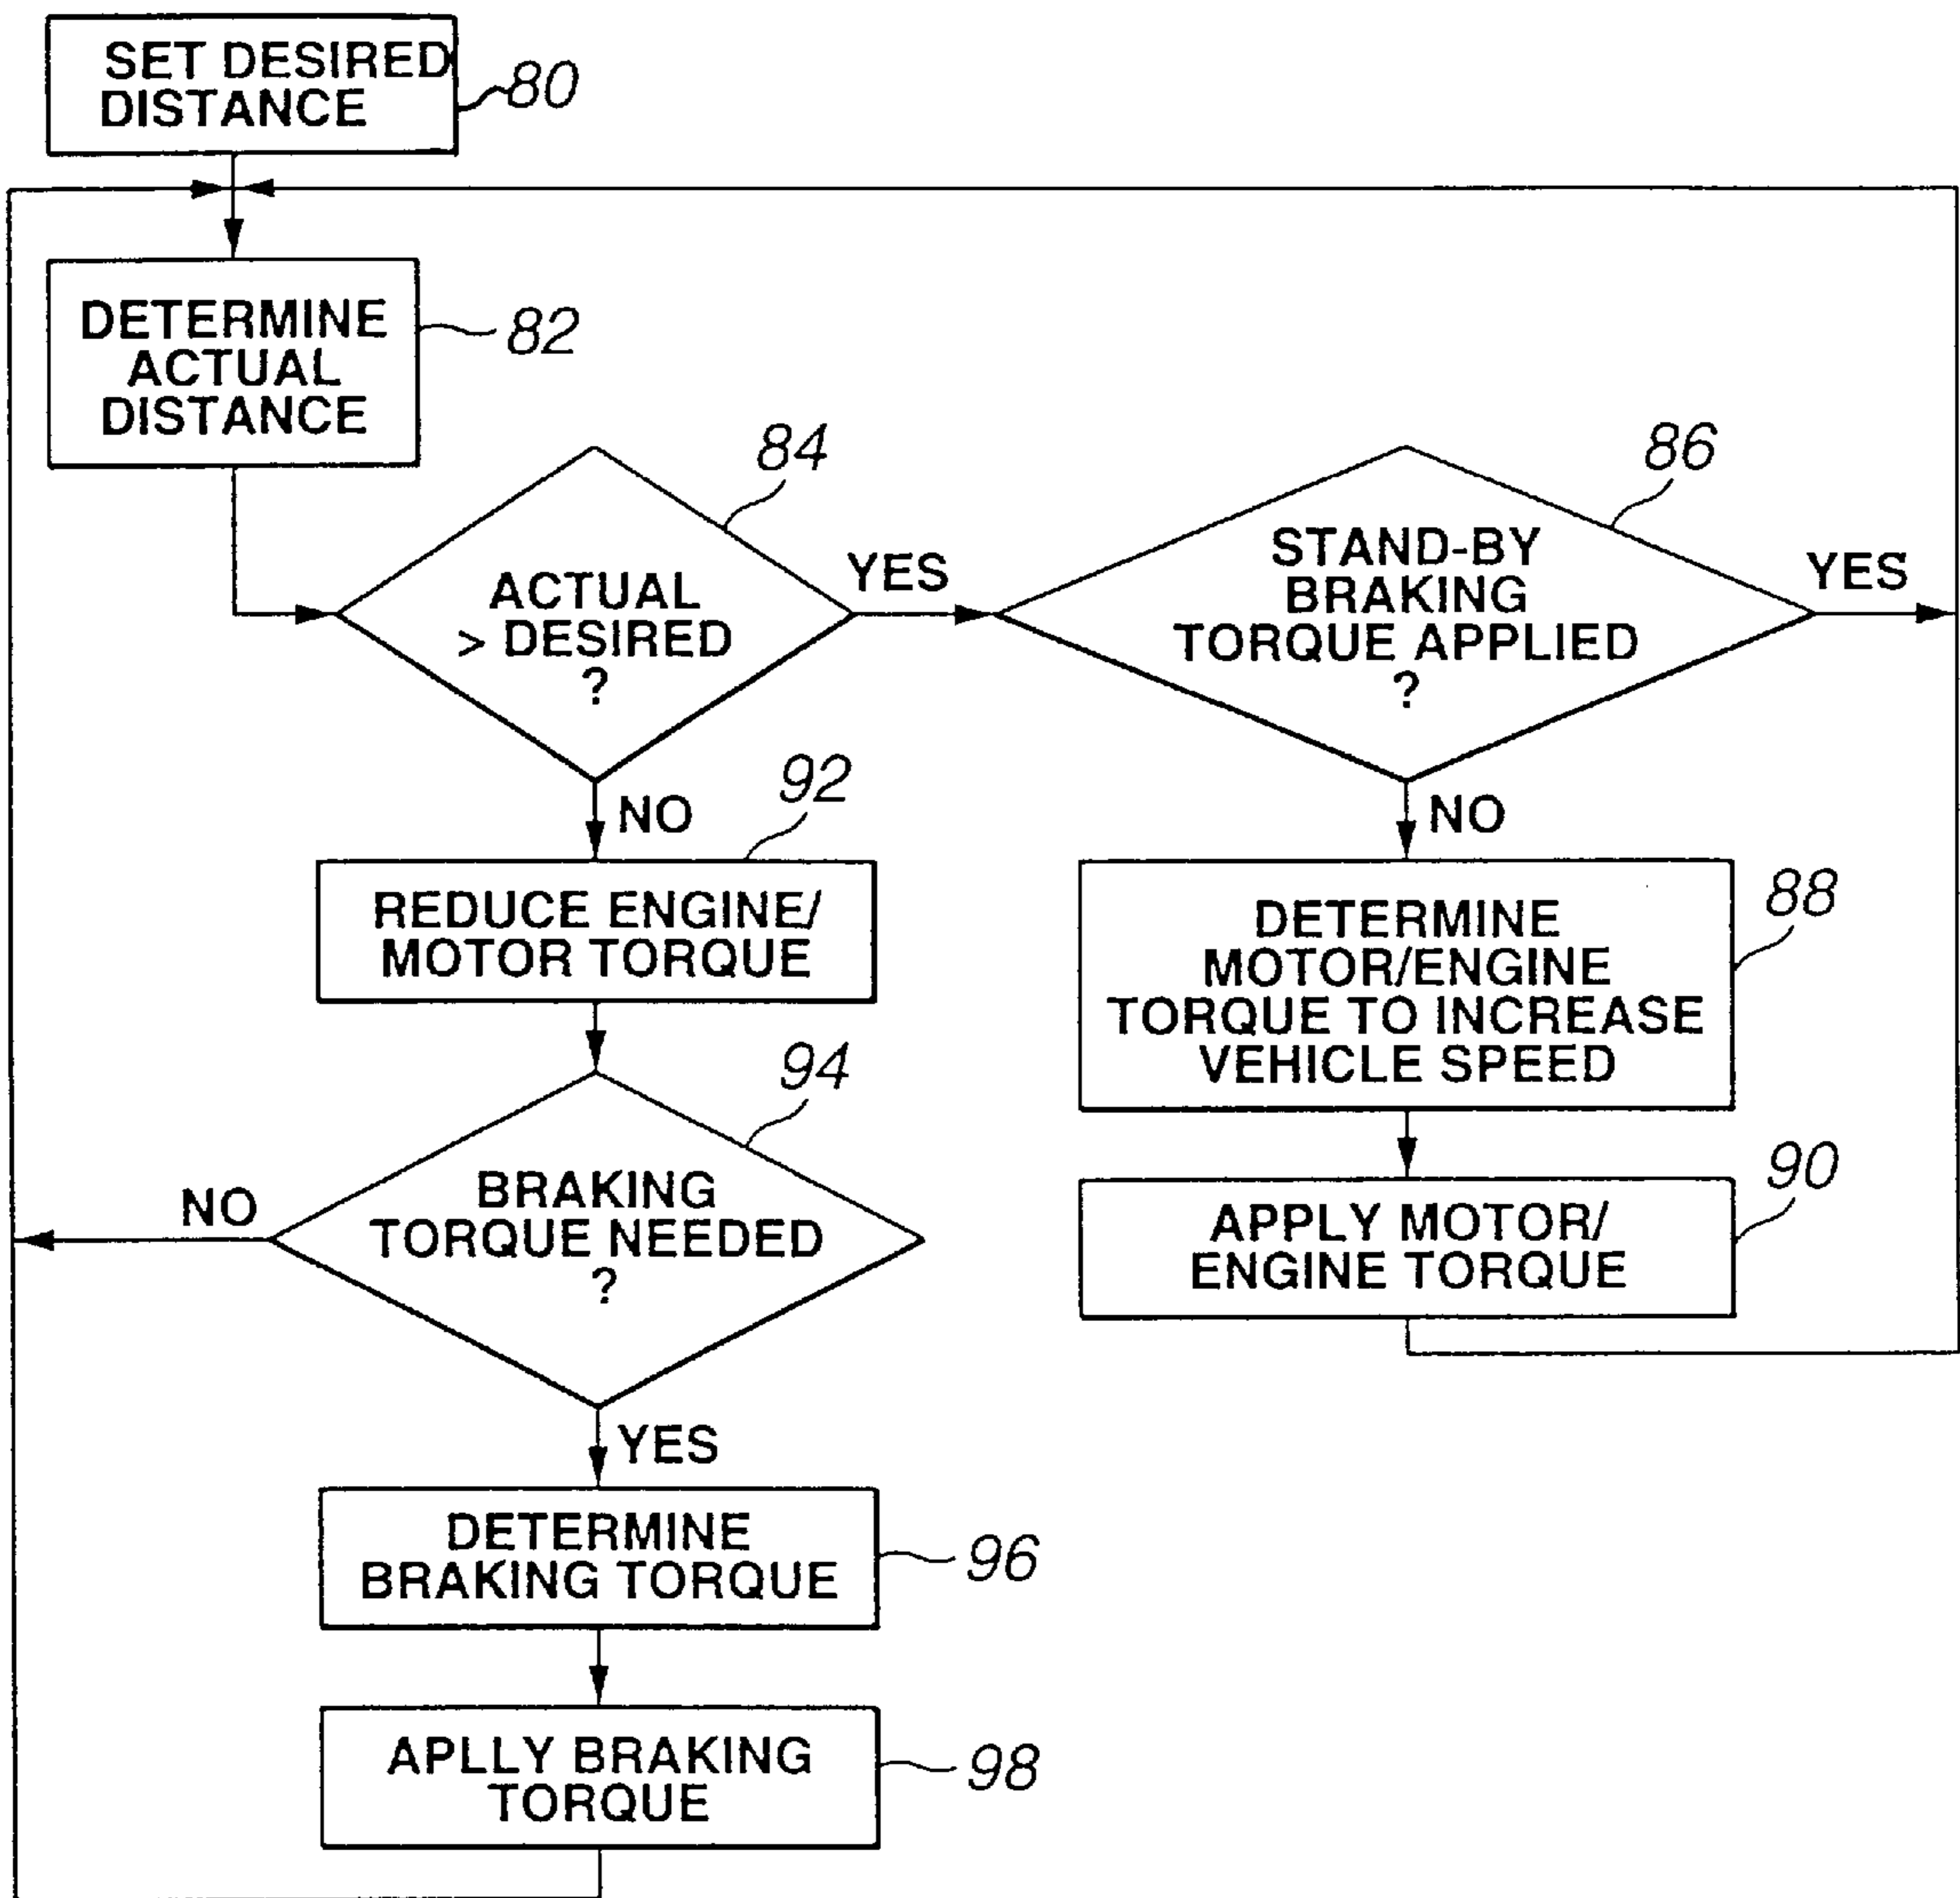 SET DESIRED
DISTANCE
80
DETERMINE
ACTUAL
DISTANCE
82
84
ACTUAL
> DESIRED
?
YES
86
STAND-BY
BRAKING
TORQUE APPLIED
?
YES
NO
92
REDUCE ENGINE/
MOTOR TORQUE
NO
88
DETERMINE
MOTOR/ENGINE
TORQUE TO INCREASE
VEHICLE SPEED
94
BRAKING
TORQUE NEEDED
?
NO
90
APPLY MOTOR/
ENGINE TORQUE
YES
DETERMINE
BRAKING TORQUE
96
APLLY BRAKING
TORQUE
98